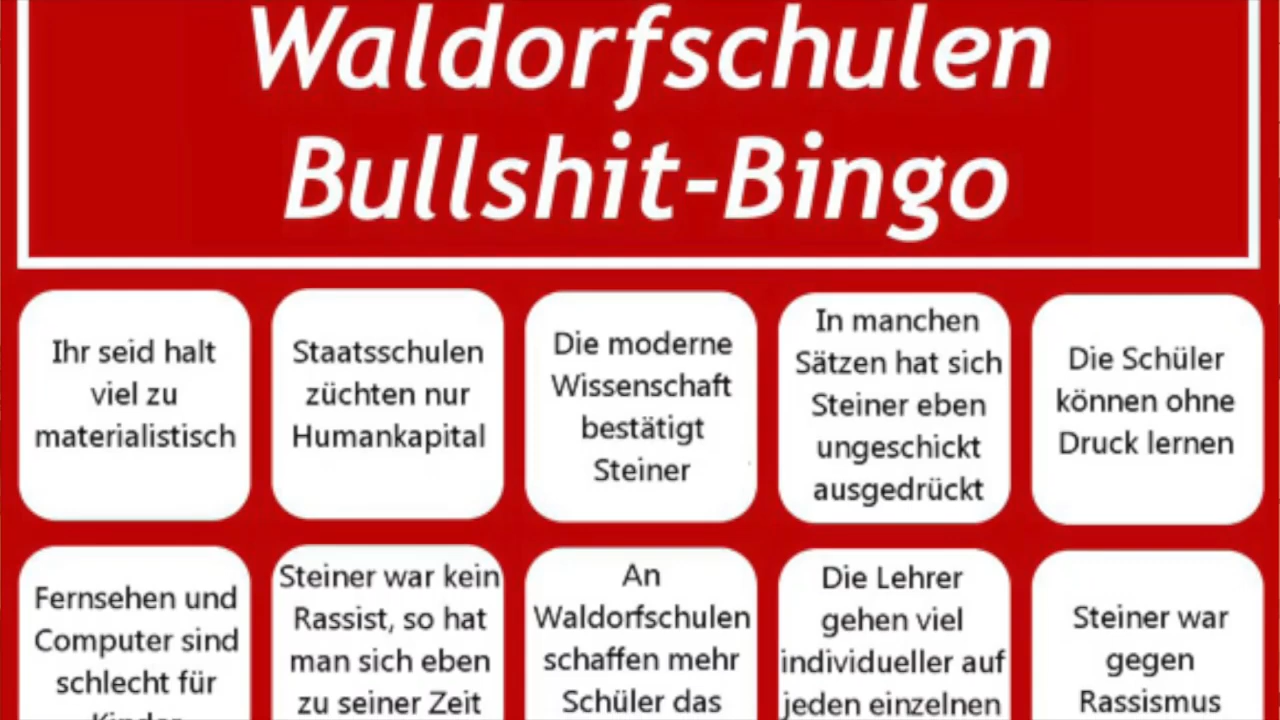 Waldorfschulen
Bullshit-Bingo
Ihr seid halt
viel zu
materialistisch
Staatsschulen
züchten nur
Humankapital
Die moderne
Wissenschaft
bestätigt
Steiner
In manchen
Sätzen hat sich
Steiner eben
ungeschickt
ausgedrückt
Die Schüler
können ohne
Druck lernen
Fernsehen und
Computer sind
schlecht für
Kinder
Steiner war kein
Rassist, so hat
man sich eben
zu seiner Zeit
An
Waldorfschulen
schaffen mehr
Schüler das
Die Lehrer
gehen viel
individueller auf
jeden einzelnen
Steiner war
gegen
Rassismus